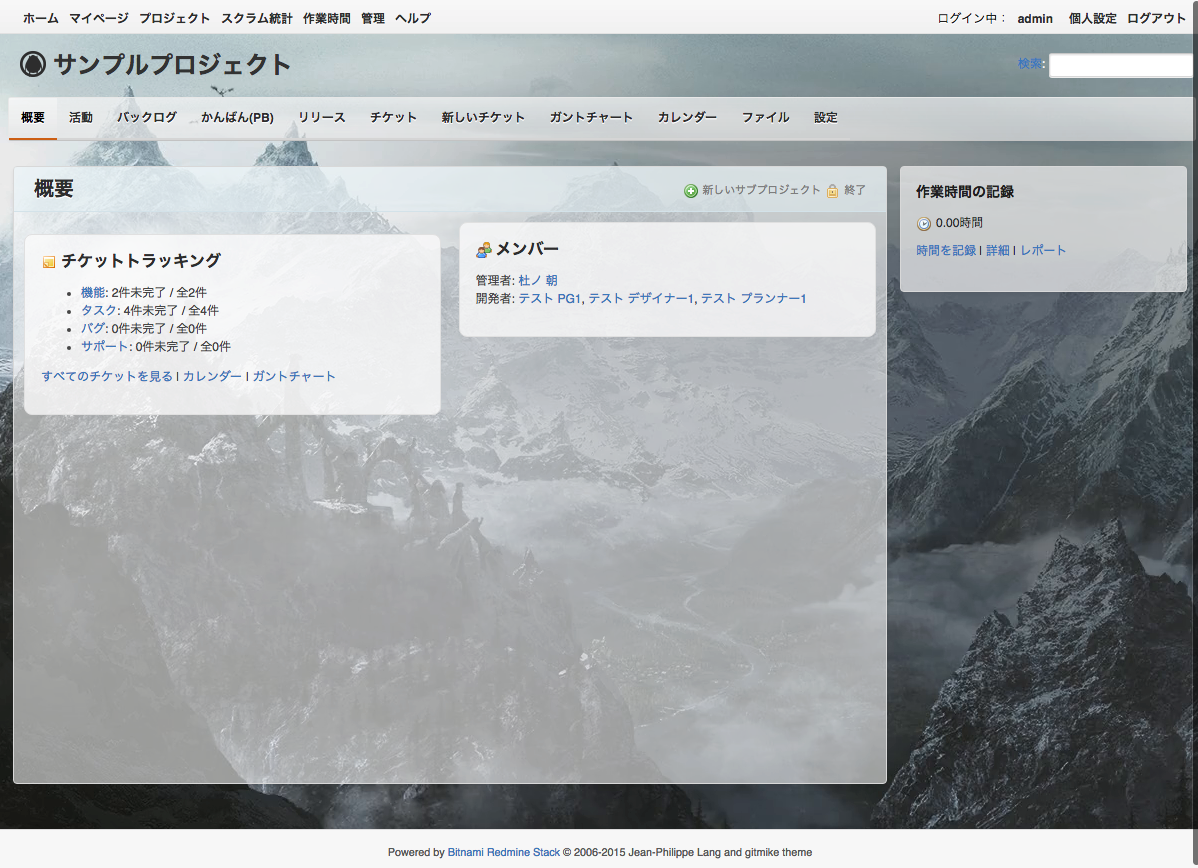 ホーム マイページ プロジェクト スクラム統計 作業時間 管理 ヘルプ ログイン中： admin 個人設定 ログアウト
サンプルプロジェクト 検索:
概要 活動 バックログ かんばん(PB) リリース チケット 新しいチケット ガントチャート カレンダー ファイル 設定
概要 新しいサブプロジェクト 終了
チケットトラッキング
機能: 2件未完了 / 全2件
タスク: 4件未完了 / 全4件
バグ: 0件未完了 / 全0件
サポート: 0件未完了 / 全0件
すべてのチケットを見る | カレンダー | ガントチャート
メンバー
管理者: 杜ノ 朝
開発者: テスト PG1, テスト デザイナー1, テスト プランナー1
作業時間の記録
0.00時間
時間を記録 | 詳細 | レポート
Powered by Bitnami Redmine Stack © 2006-2015 Jean-Philippe Lang and gitmike theme